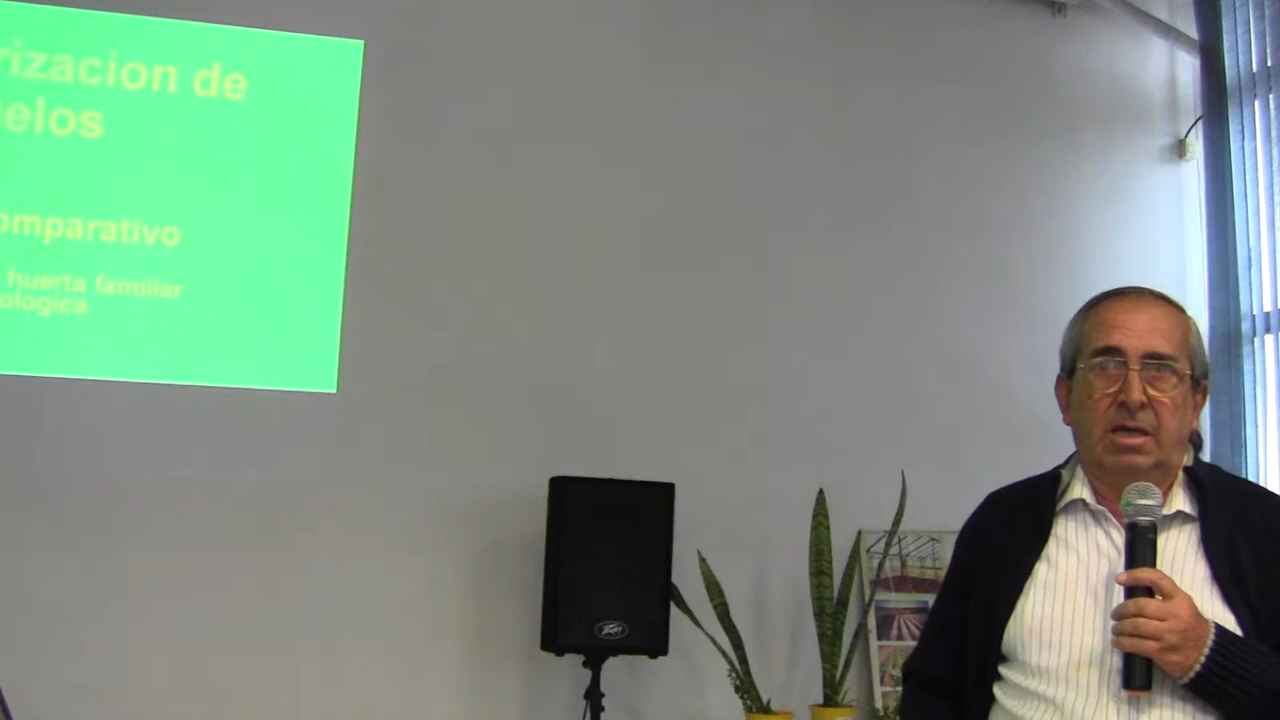 rizacion de
elos
omparativo
huerta familiar
ologica